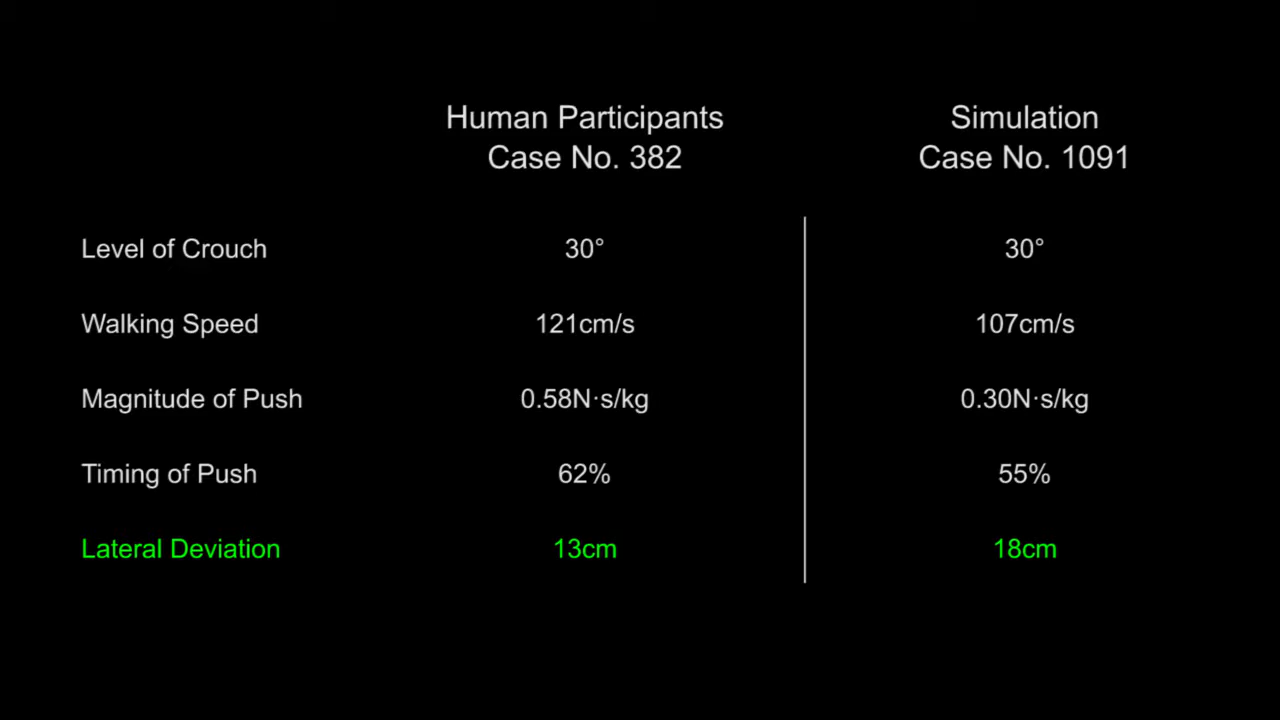 Human Participants
Case No. 382
Simulation
Case No. 1091
Level of Crouch 30° 30°
Walking Speed 121cm/s 107cm/s
Magnitude of Push 0.58N·s/kg 0.30N·s/kg
Timing of Push 62% 55%
Lateral Deviation 13cm 18cm